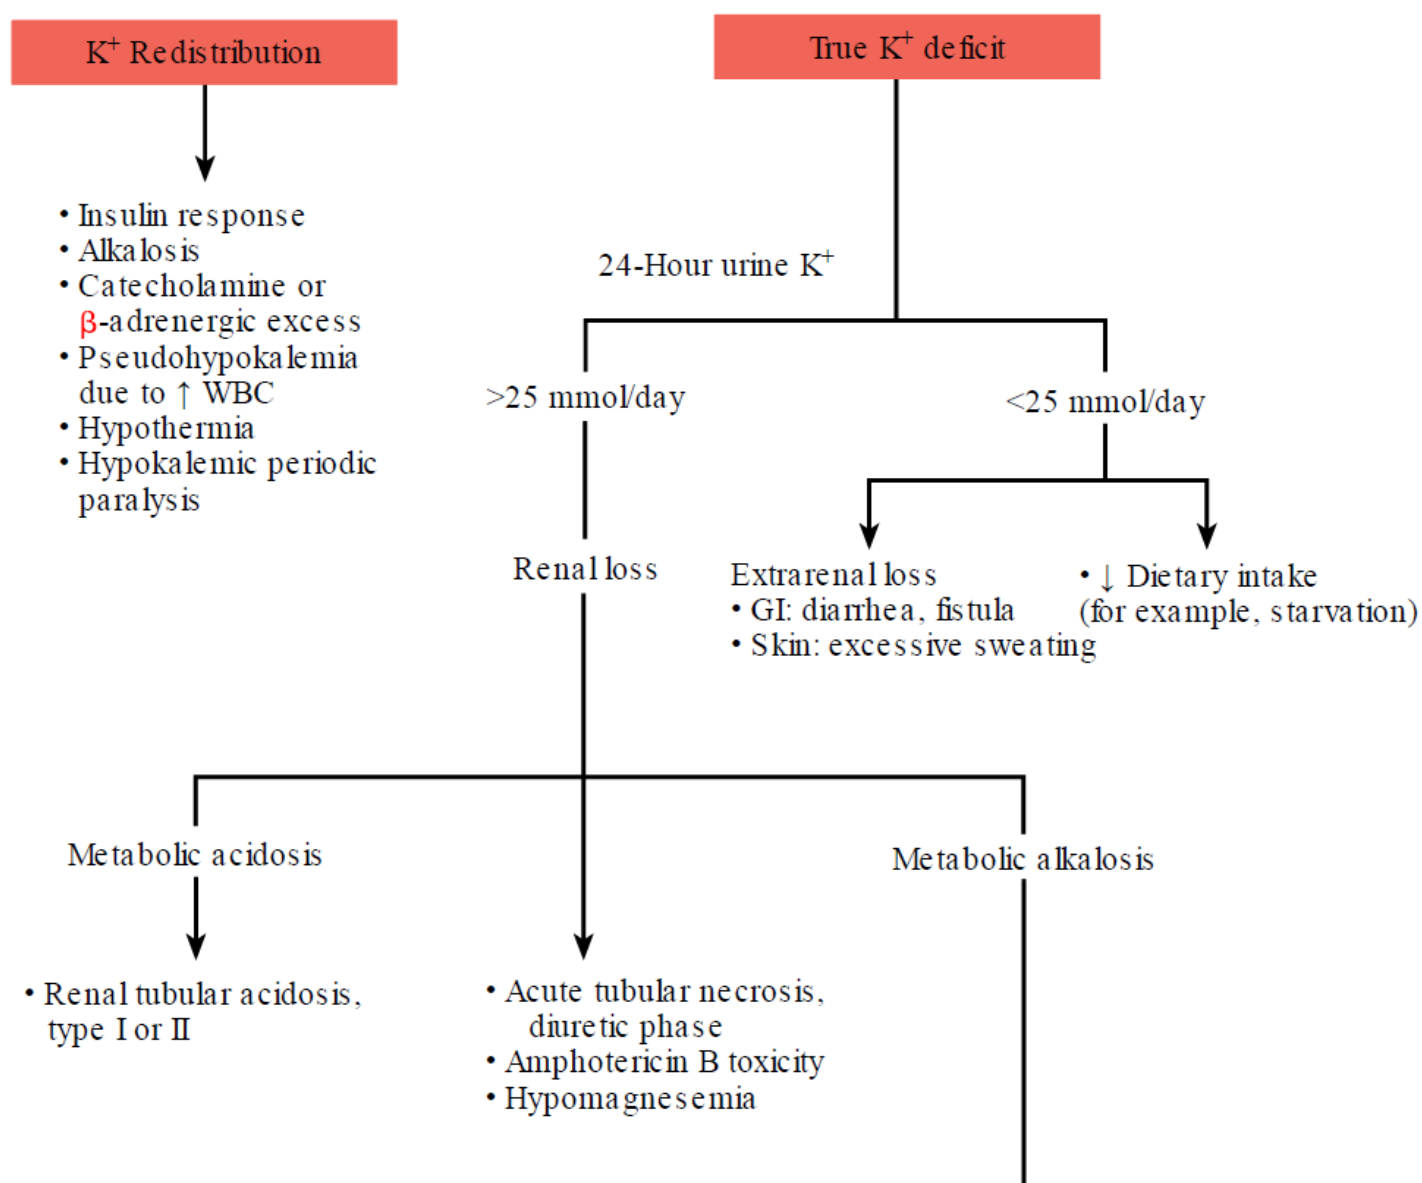 K⁺ Redistribution
• Insulin response
• Alkalosis
• Catecholamine or
β-adrenergic excess
• Pseudohypokalemia
due to ↑ WBC
• Hypothermia
• Hypokalemic periodic
paralysis
True K⁺ deficit
24-Hour urine K⁺
>25 mmol/day
<25 mmol/day
Renal loss
Extrarenal loss
• GI: diarrhea, fistula
• Skin: excessive sweating
• ↓ Dietary intake
(for example, starvation)
Metabolic acidosis
• Renal tubular acidosis,
type I or II
• Acute tubular necrosis,
diuretic phase
• Amphotericin B toxicity
• Hypomagnesemia
Metabolic alkalosis